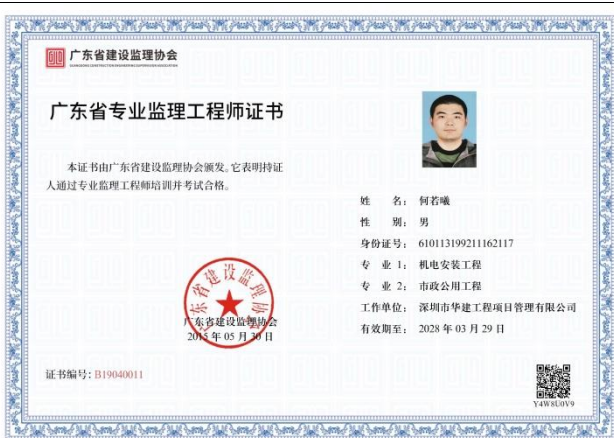 广东省建设监理协会
广东省专业监理工程师证书
本证书由广东省建设监理协会颁发。它表明持证
人通过专业监理工程师培训并考试合格。
姓 名：何若曦
性 别：男
身份证号：610113199211162117
专 业 1：机电安装工程
专 业 2：市政公用工程
工作单位：深圳市华建工程项目管理有限公司
有效期至：2028 年 03 月 29 日
广东省建设监理协会
广东省建设监理协会
2015 年 05 月 30 日
证书编号：B19040011
Y4W8U0V9